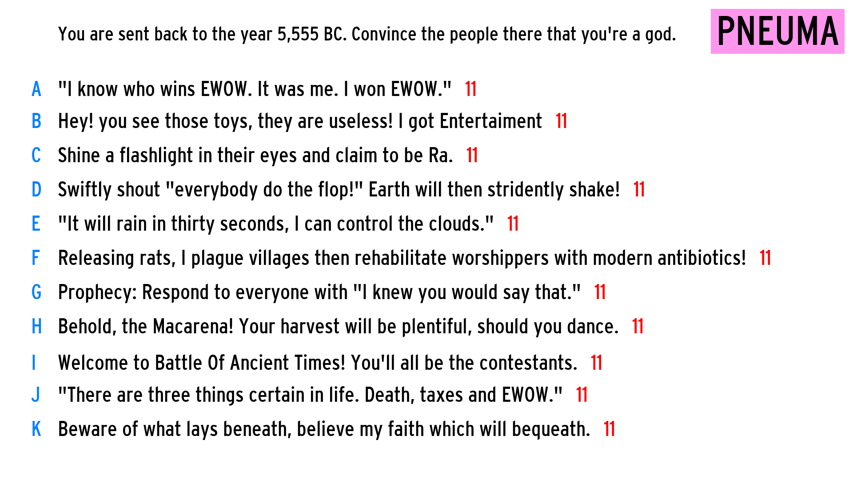 You are sent back to the year 5,555 BC. Convince the people there that you're a god.
PNEUMA
A "I know who wins EWOW. It was me. I won EWOW." 11
B Hey! you see those toys, they are useless! I got Entertaiment 11
C Shine a flashlight in their eyes and claim to be Ra. 11
D Swiftly shout "everybody do the flop!" Earth will then stridently shake! 11
E "It will rain in thirty seconds, I can control the clouds." 11
F Releasing rats, I plague villages then rehabilitate worshippers with modern antibiotics! 11
G Prophecy: Respond to everyone with "I knew you would say that." 11
H Behold, the Macarena! Your harvest will be plentiful, should you dance. 11
I Welcome to Battle Of Ancient Times! You'll all be the contestants. 11
J "There are three things certain in life. Death, taxes and EWOW." 11
K Beware of what lays beneath, believe my faith which will bequeath. 11